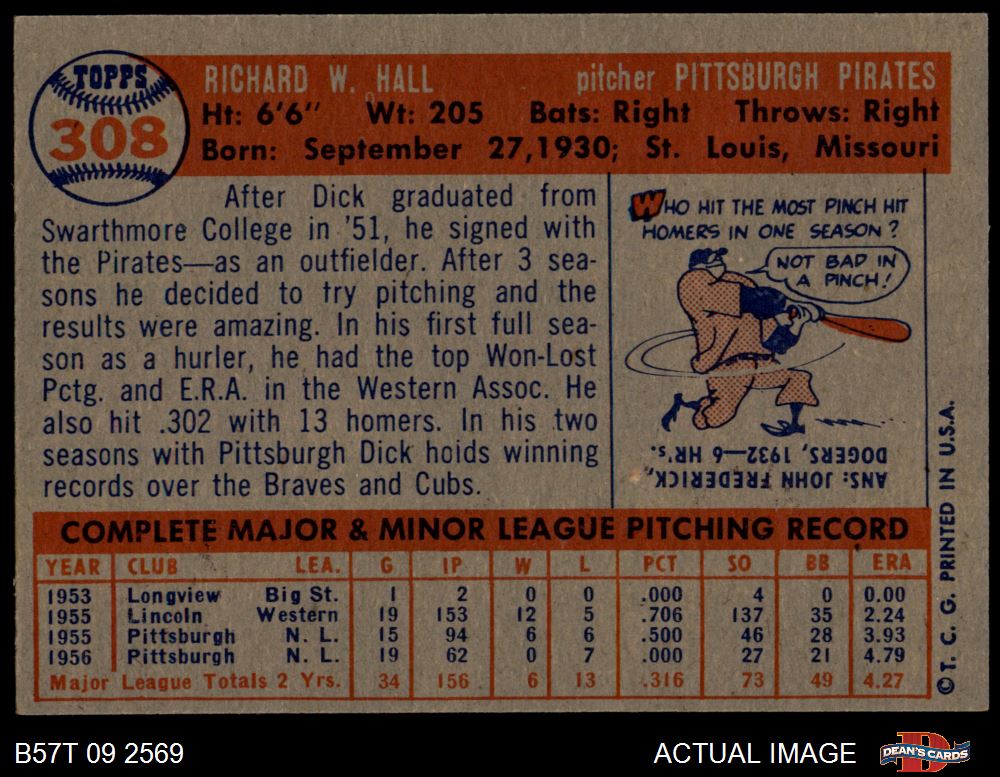 TOPPS
308
RICHARD W. HALL pitcher PITTSBURGH PIRATES
Ht: 6'6" Wt: 205 Bats: Right Throws: Right
Born: September 27, 1930; St. Louis, Missouri
After Dick graduated from
Swarthmore College in '51, he signed with
the Pirates—as an outfielder. After 3 sea-
sons he decided to try pitching and the
results were amazing. In his first full sea-
son as a hurler, he had the top Won-Lost
Pctg. and E.R.A. in the Western Assoc. He
also hit .302 with 13 homers. In his two
seasons with Pittsburgh Dick holds winning
records over the Braves and Cubs.
WHO HIT THE MOST PINCH HIT
HOMERS IN ONE SEASON?
NOT BAD IN
A PINCH!
ANS: JOHN FREDERICK,
DOGERS, 1932—6 HR's.
COMPLETE MAJOR & MINOR LEAGUE PITCHING RECORD
YEAR CLUB LEA. G IP W L PCT SO BB ERA
1953 Longview Big St. 1 2 0 0 .000 4 0 0.00
1955 Lincoln Western 19 153 12 5 .706 137 35 2.24
1955 Pittsburgh N. L. 15 94 6 6 .500 46 28 3.93
1956 Pittsburgh N. L. 19 62 0 7 .000 27 21 4.79
Major League Totals 2 Yrs. 34 156 6 13 .316 73 49 4.27
© T. C. G. PRINTED IN U.S.A.
B57T 09 2569 ACTUAL IMAGE
D
DEAN'S CARDS